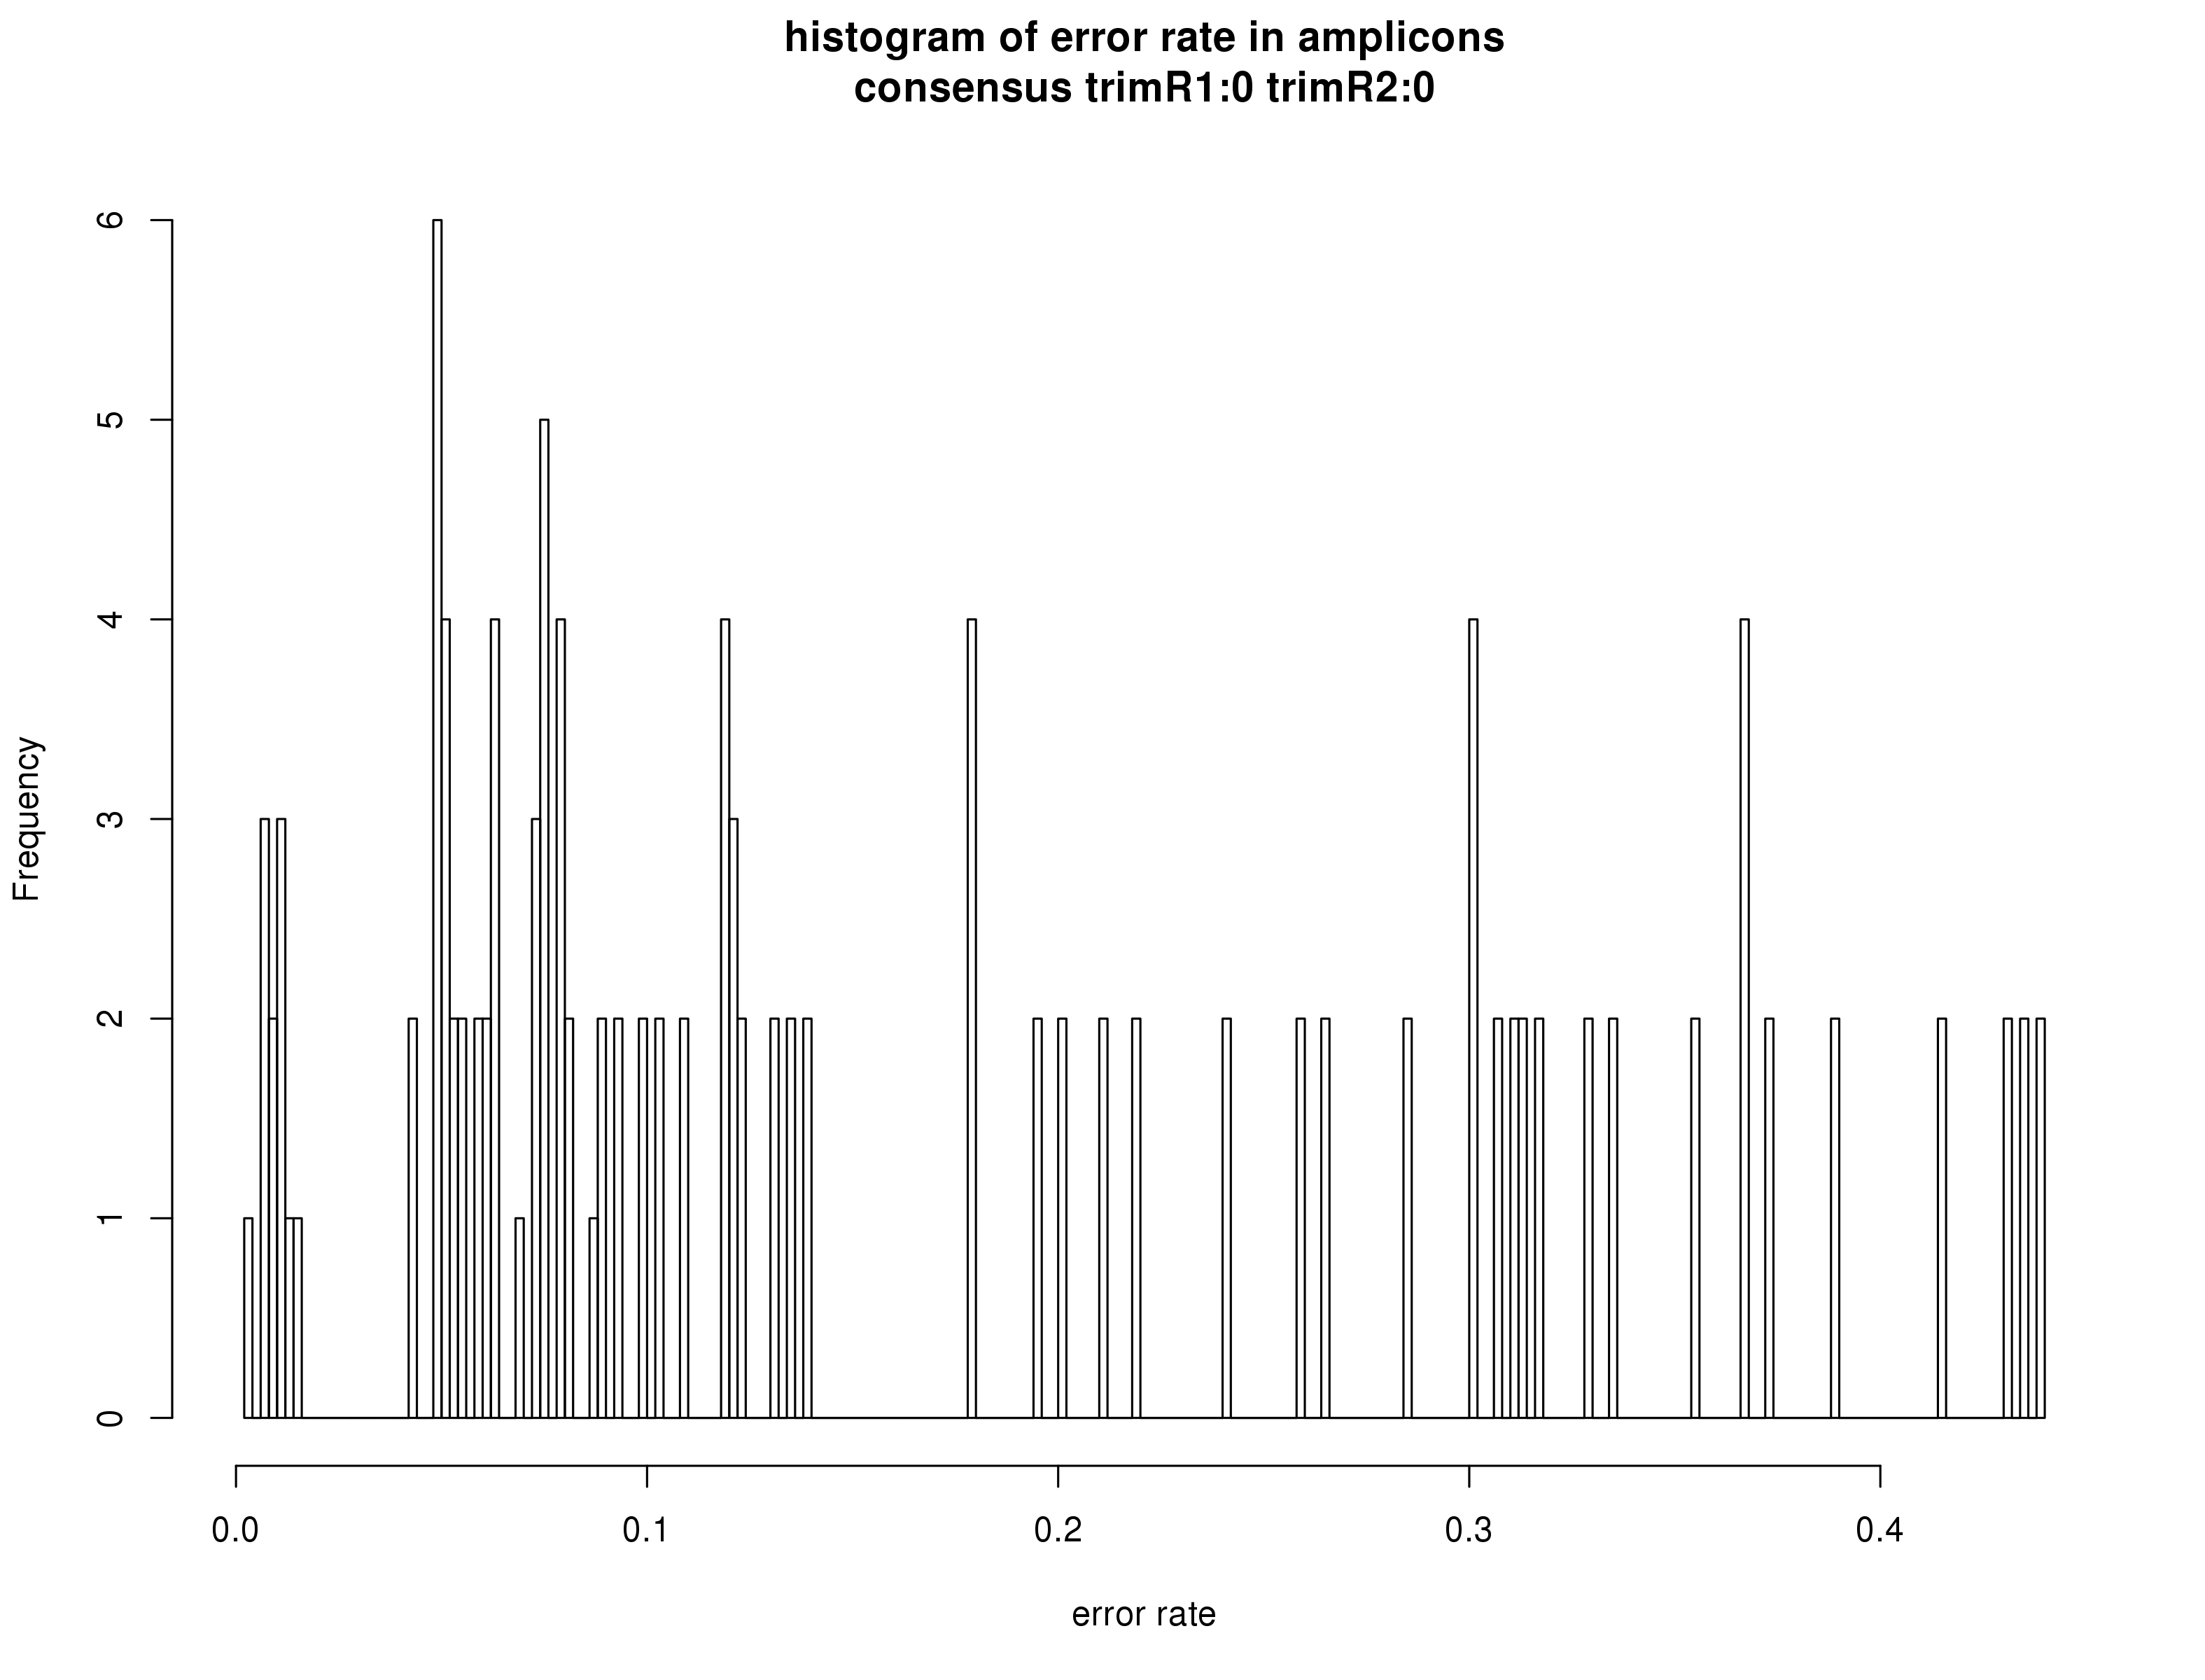 histogram of error rate in amplicons
consensus trimR1:0 trimR2:0
6
5
4
3
2
1
0
Frequency
0.0 0.1 0.2 0.3 0.4
error rate